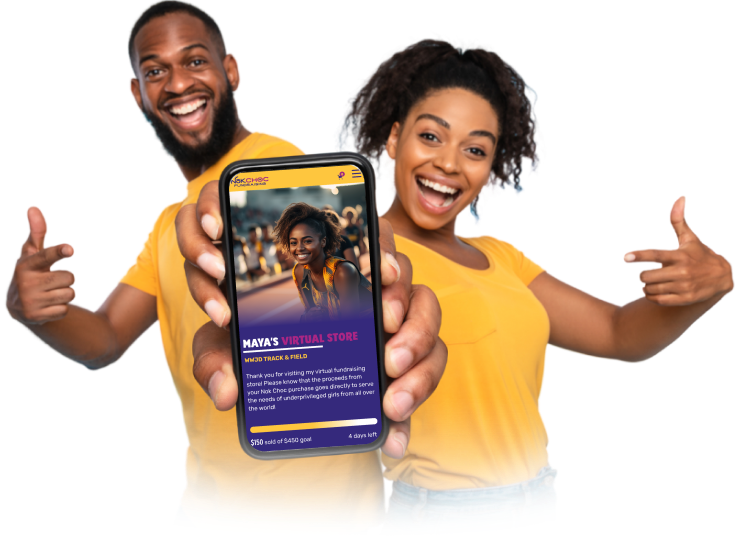 NOKCHOC
FUNDRAISING
MAYA'S VIRTUAL STORE
WMJD TRACK & FIELD
Thank you for visiting my virtual fundraising
store! Please know that the proceeds from
your Nok Choc purchase goes directly to serve
the needs of underprivileged girls from all over
the world!
$150 sold of $450 goal
4 days left